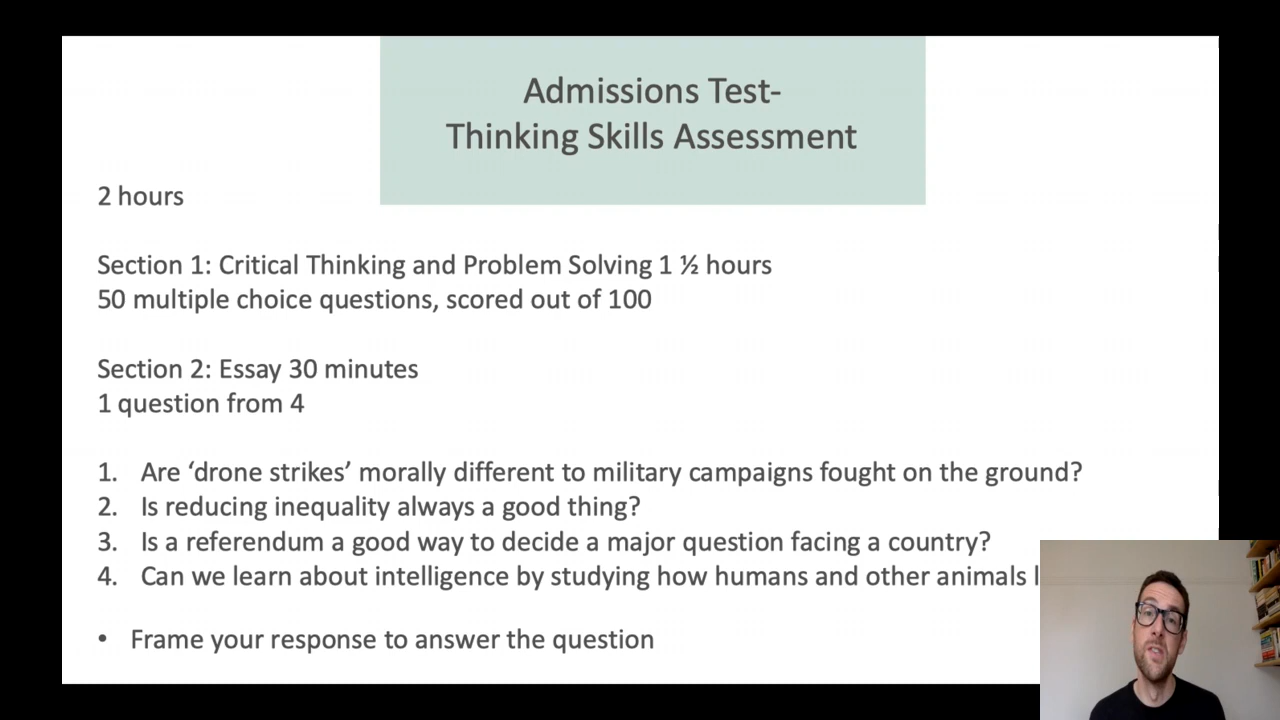 Admissions Test-
Thinking Skills Assessment
2 hours
Section 1: Critical Thinking and Problem Solving 1 ½ hours
50 multiple choice questions, scored out of 100
Section 2: Essay 30 minutes
1 question from 4
1. Are ‘drone strikes’ morally different to military campaigns fought on the ground?
2. Is reducing inequality always a good thing?
3. Is a referendum a good way to decide a major question facing a country?
4. Can we learn about intelligence by studying how humans and other animals
• Frame your response to answer the question